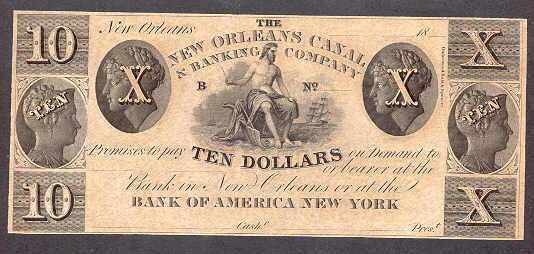 10 New Orleans THE 18 X
NEW ORLEANS CANAL
& BANKING COMPANY
X B No X
TEN TEN
Promises to pay TEN DOLLARS on Demand to
or bearer at the
Bank in New Orleans or at the
10 BANK OF AMERICA NEW YORK X
Cash.r Pres.t